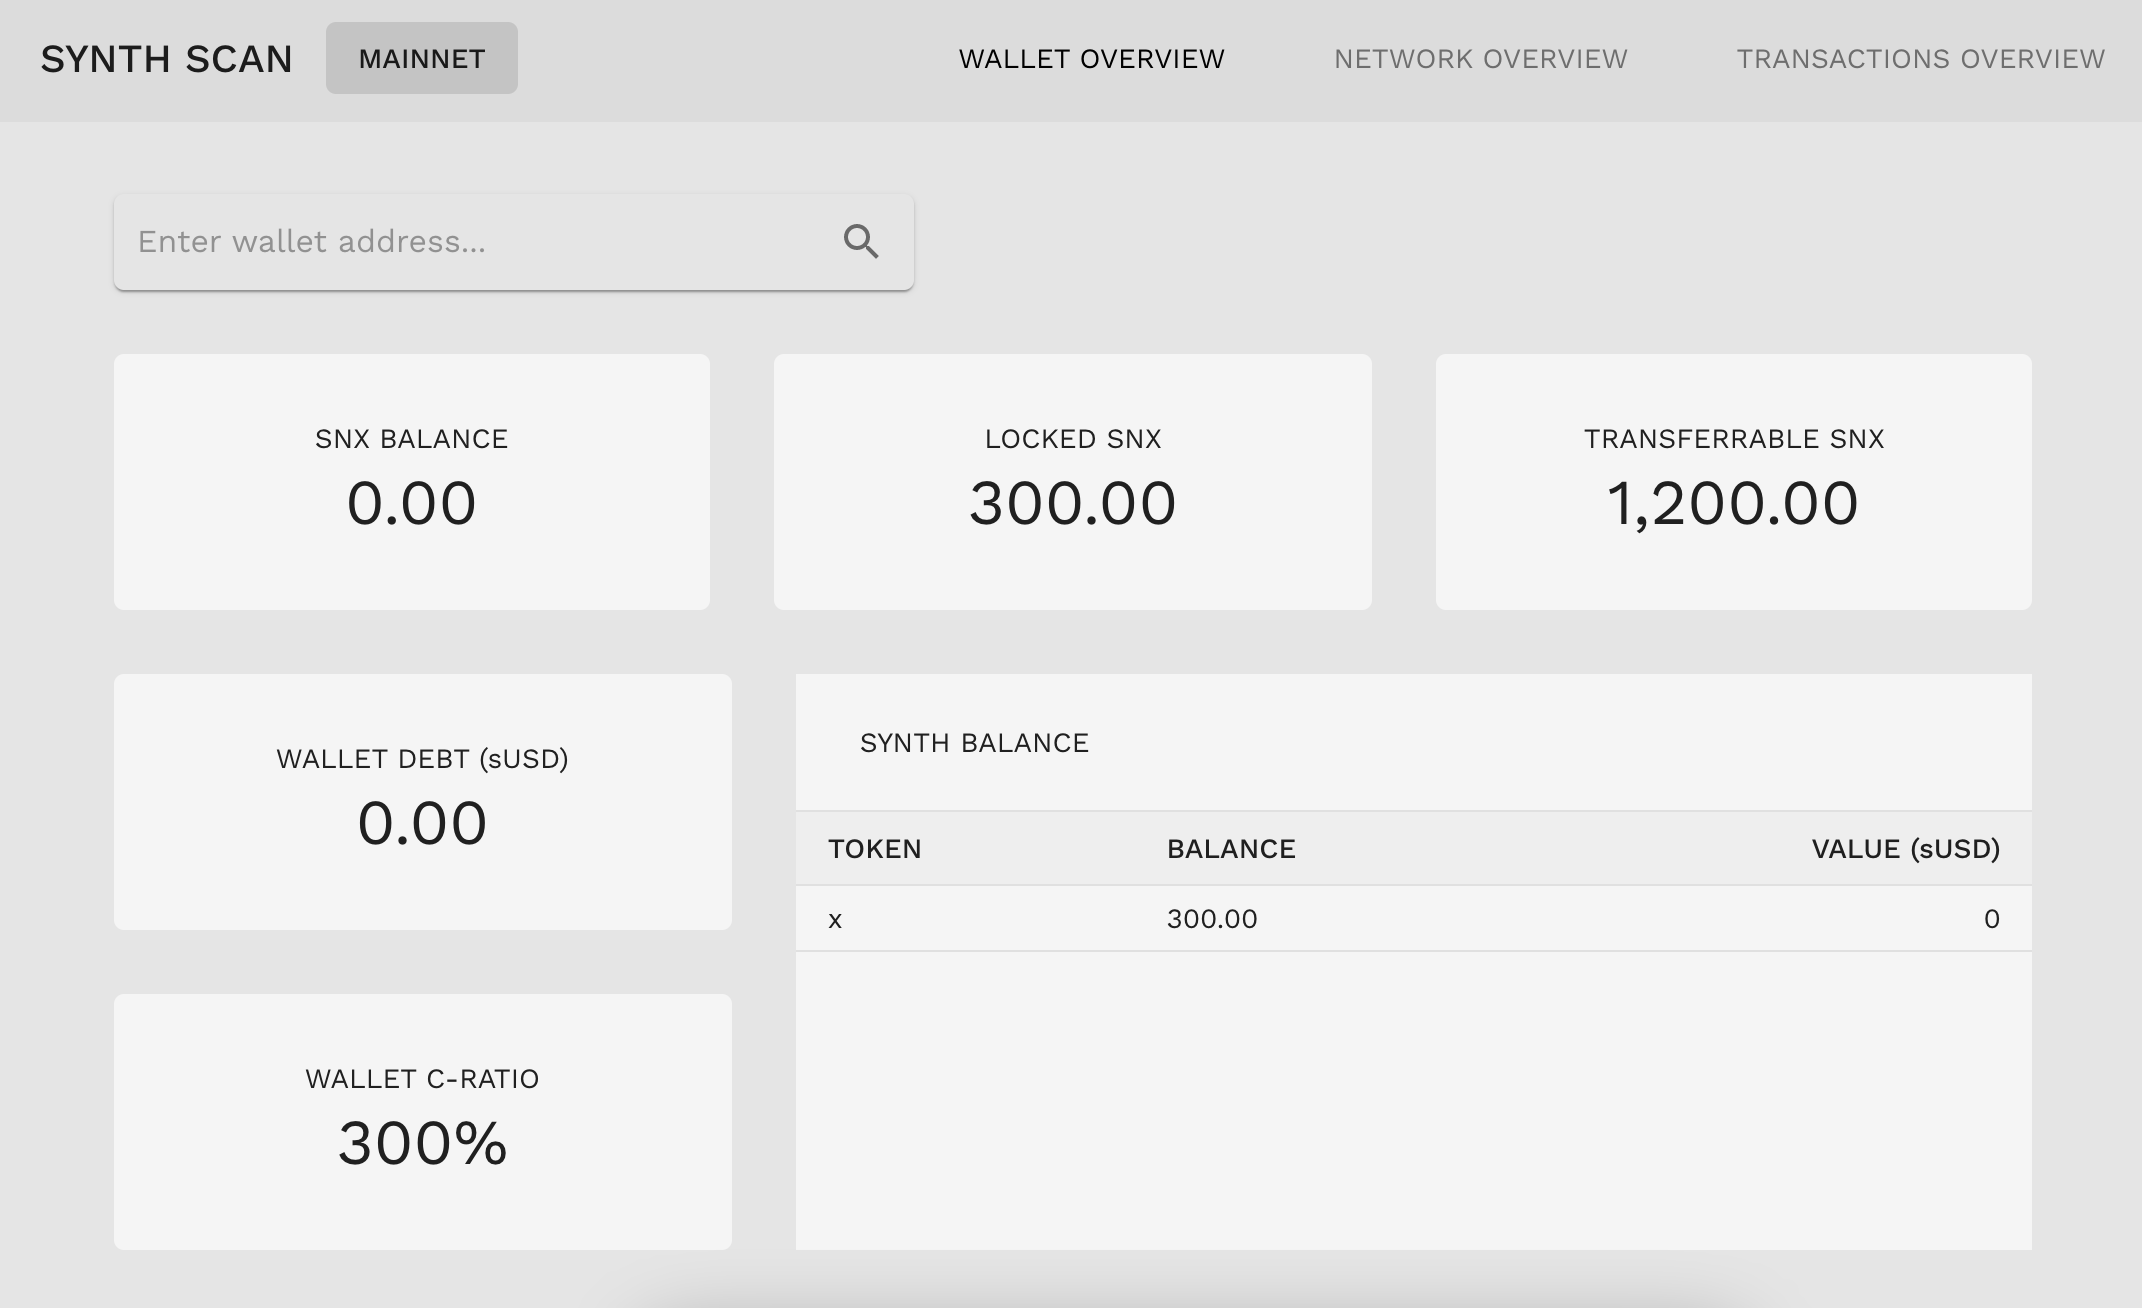 SYNTH SCAN MAINNET WALLET OVERVIEW NETWORK OVERVIEW TRANSACTIONS OVERVIEW
Enter wallet address...
SNX BALANCE
0.00
LOCKED SNX
300.00
TRANSFERRABLE SNX
1,200.00
WALLET DEBT (sUSD)
0.00
WALLET C-RATIO
300%
SYNTH BALANCE
TOKEN BALANCE VALUE (sUSD)
x 300.00 0